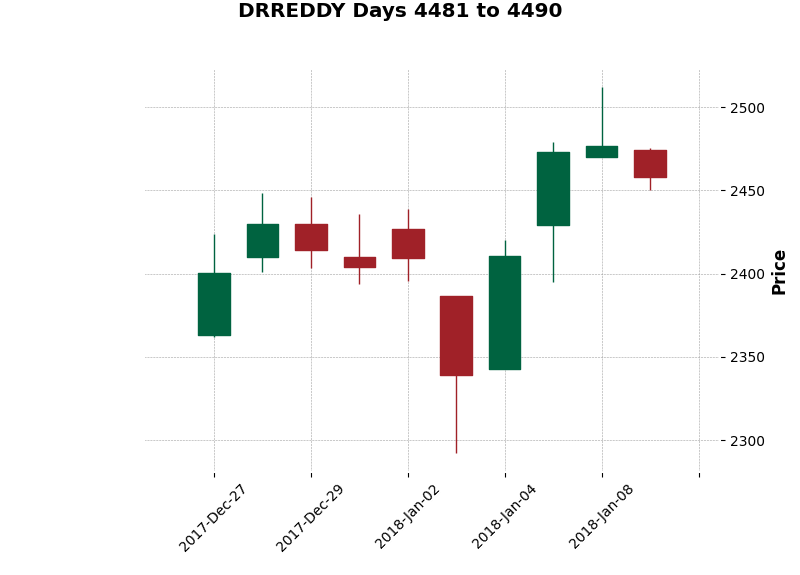 DRREDDY Days 4481 to 4490
2500
2450
2400
2350
2300
Price
2017-Dec-27
2017-Dec-29
2018-Jan-02
2018-Jan-04
2018-Jan-08